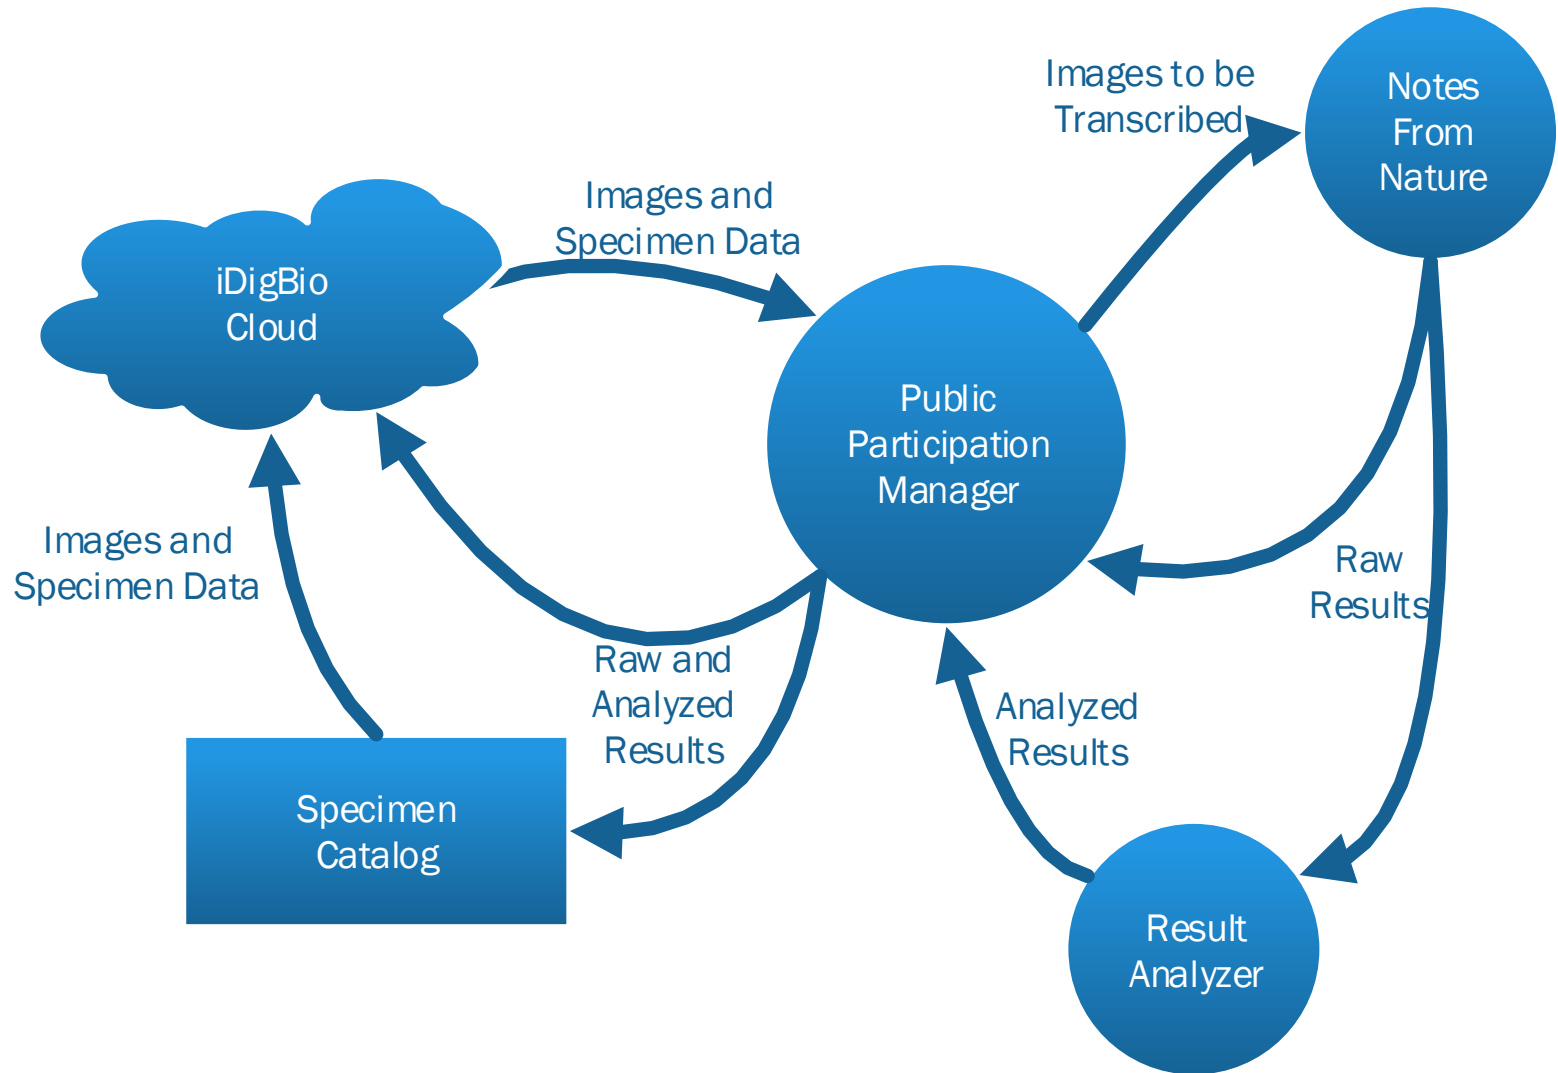 Images to be
Transcribed
Notes
From
Nature
Images and
Specimen Data
iDigBio
Cloud
Public
Participation
Manager
Images and
Specimen Data
Raw
Results
Raw and
Analyzed
Results
Analyzed
Results
Specimen
Catalog
Result
Analyzer